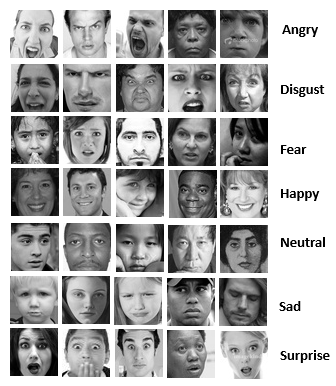 Angry
Disgust
Fear
Happy
Neutral
Sad
Surprise